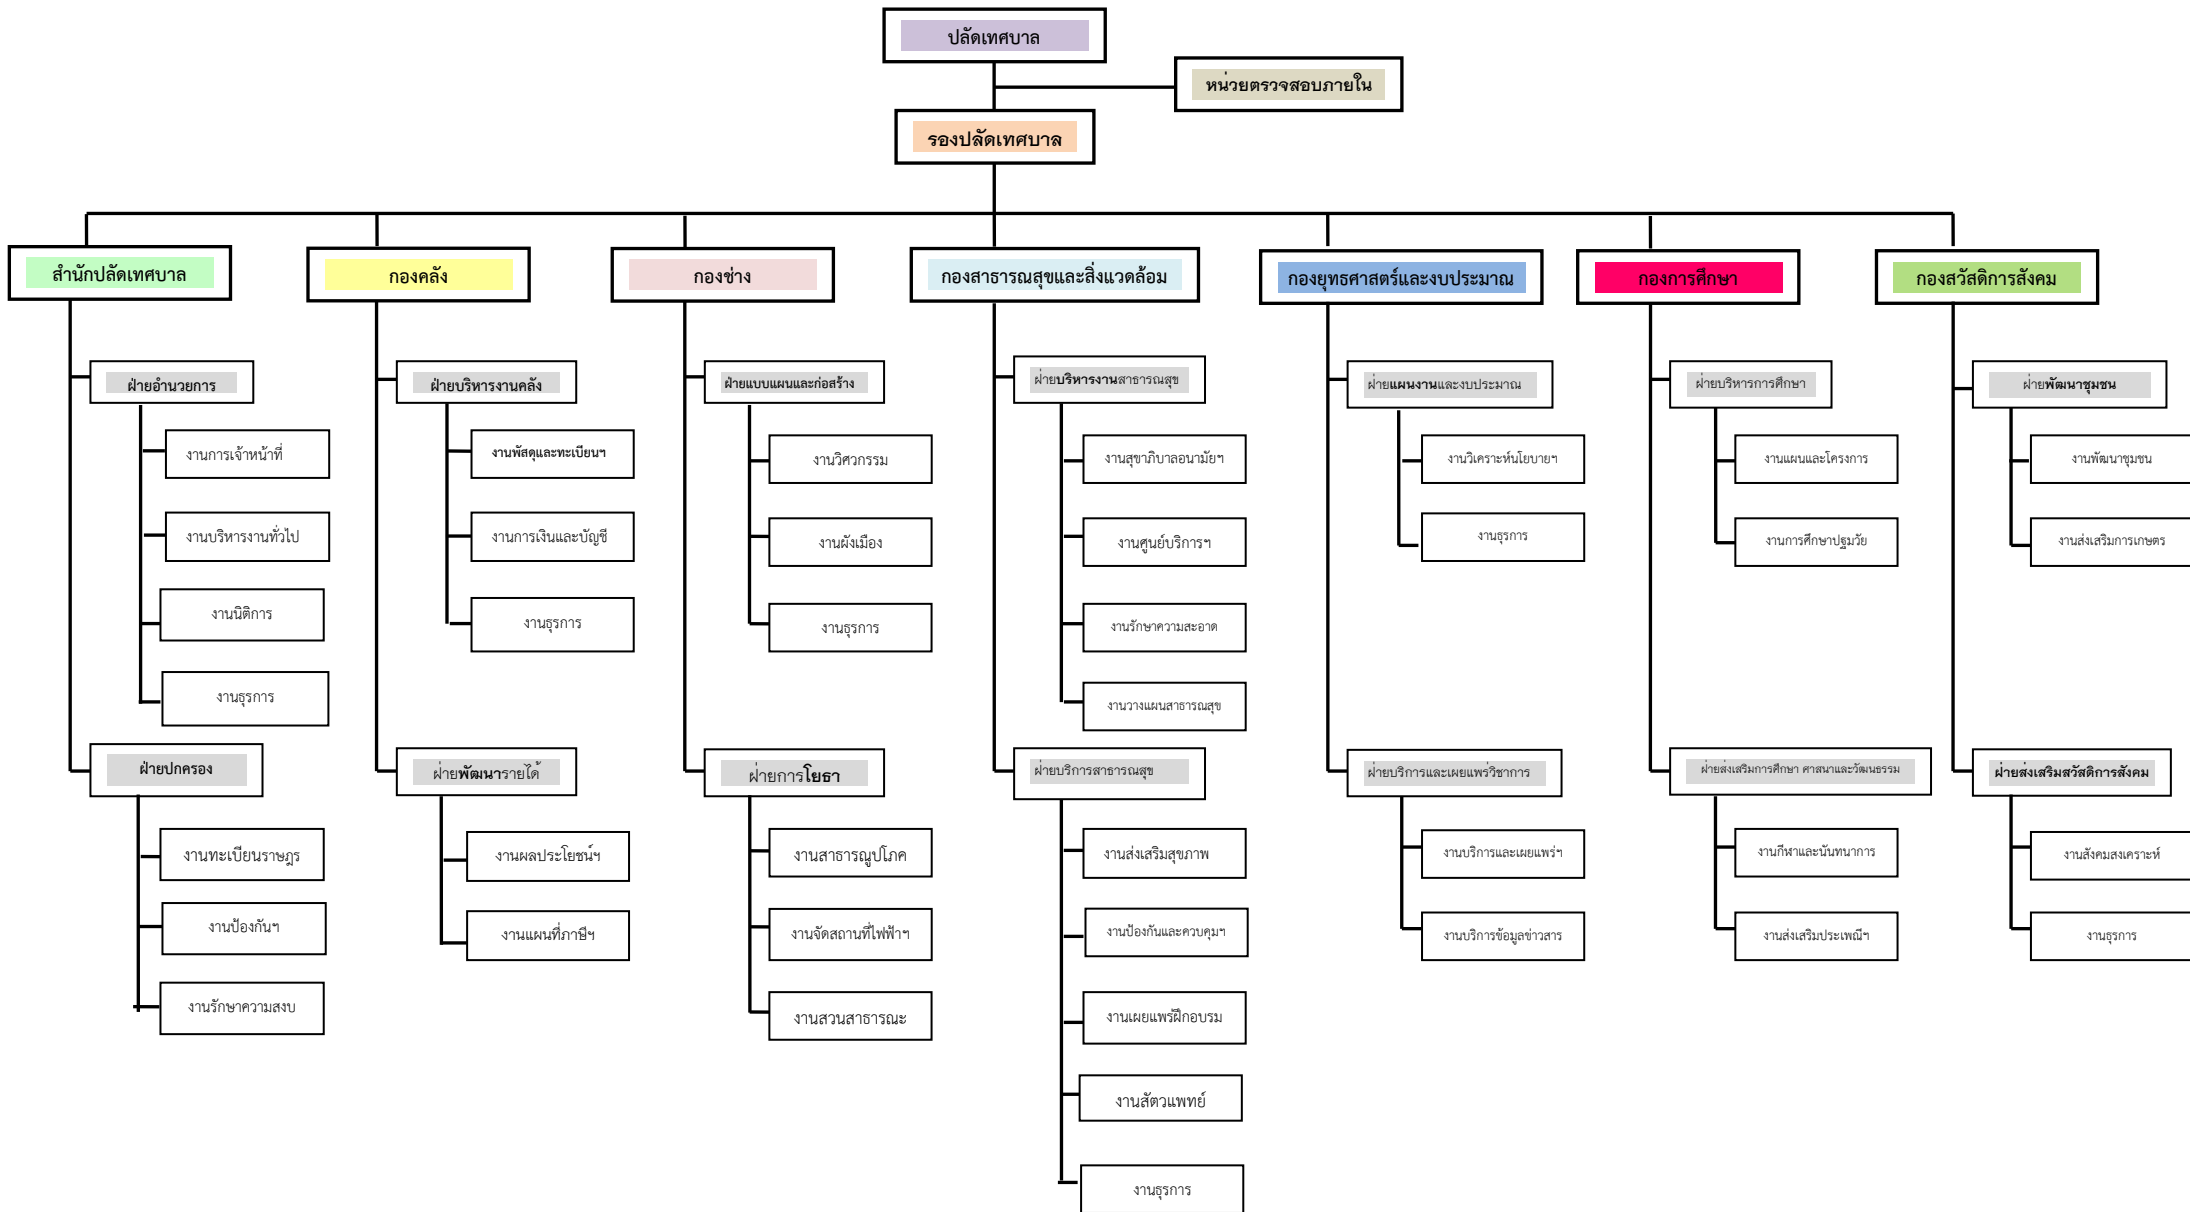 ปลัดเทศบาล
หน่วยตรวจสอบภายใน
รองปลัดเทศบาล
สำนักปลัดเทศบาล
กองคลัง
กองช่าง
กองสาธารณสุขและสิ่งแวดล้อม
กองยุทธศาสตร์และงบประมาณ
กองการศึกษา
กองสวัสดิการสังคม
ฝ่ายอำนวยการ
งานการเจ้าหน้าที่
งานบริหารงานทั่วไป
งานนิติการ
งานธุรการ
ฝ่ายปกครอง
งานทะเบียนราษฎร
งานป้องกันฯ
งานรักษาความสงบ
ฝ่ายบริหารงานคลัง
งานพัสดุและทะเบียนฯ
งานการเงินและบัญชี
งานธุรการ
ฝ่ายพัฒนารายได้
งานผลประโยชน์ฯ
งานแผนที่ภาษีฯ
ฝ่ายแบบแผนและก่อสร้าง
งานวิศวกรรม
งานผังเมือง
งานธุรการ
ฝ่ายการโยธา
งานสาธารณูปโภค
งานจัดสถานที่ไฟฟ้าฯ
งานสวนสาธารณะ
ฝ่ายบริหารงานสาธารณสุข
งานสุขาภิบาลอนามัยฯ
งานศูนย์บริการฯ
งานรักษาความสะอาด
งานวางแผนสาธารณสุข
ฝ่ายบริการสาธารณสุข
งานส่งเสริมสุขภาพ
งานป้องกันและควบคุมฯ
งานเผยแพร่ฝึกอบรม
งานสัตวแพทย์
งานธุรการ
ฝ่ายแผนงานและงบประมาณ
งานวิเคราะห์นโยบายฯ
งานธุรการ
ฝ่ายบริการและเผยแพร่วิชาการ
งานบริการและเผยแพร่ฯ
งานบริการข้อมูลข่าวสาร
ฝ่ายบริหารการศึกษา
งานแผนและโครงการ
งานการศึกษาปฐมวัย
ฝ่ายส่งเสริมการศึกษา ศาสนาและวัฒนธรรม
งานกีฬาและนันทนาการ
งานส่งเสริมประเพณีฯ
ฝ่ายพัฒนาชุมชน
งานพัฒนาชุมชน
งานส่งเสริมการเกษตร
ฝ่ายส่งเสริมสวัสดิการสังคม
งานสังคมสงเคราะห์
งานธุรการ